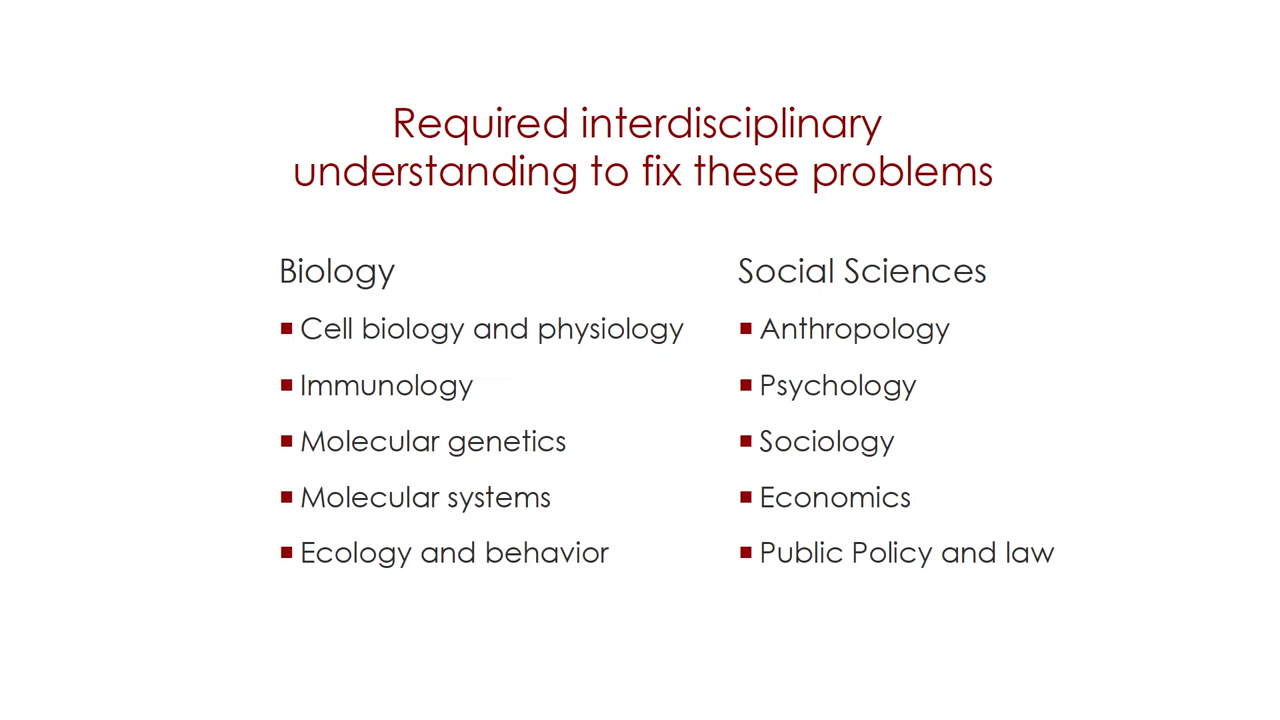 Required interdisciplinary
understanding to fix these problems
Biology
Cell biology and physiology
Immunology
Molecular genetics
Molecular systems
Ecology and behavior
Social Sciences
Anthropology
Psychology
Sociology
Economics
Public Policy and law